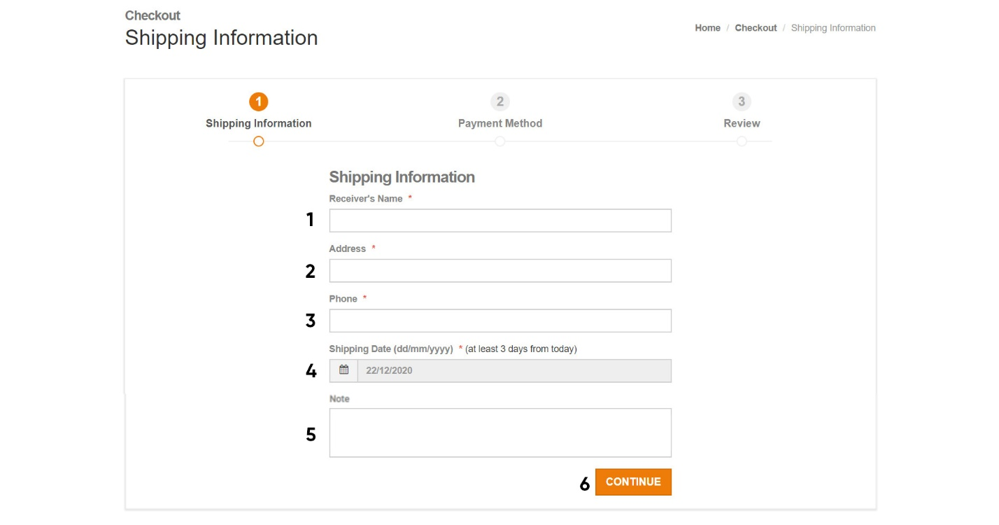 Checkout
Shipping Information
Home / Checkout / Shipping Information
1 2 3
Shipping Information Payment Method Review
Shipping Information
Receiver's Name *
1
Address *
2
Phone *
3
Shipping Date (dd/mm/yyyy) * (at least 3 days from today)
4 22/12/2020
Note
5
6 CONTINUE